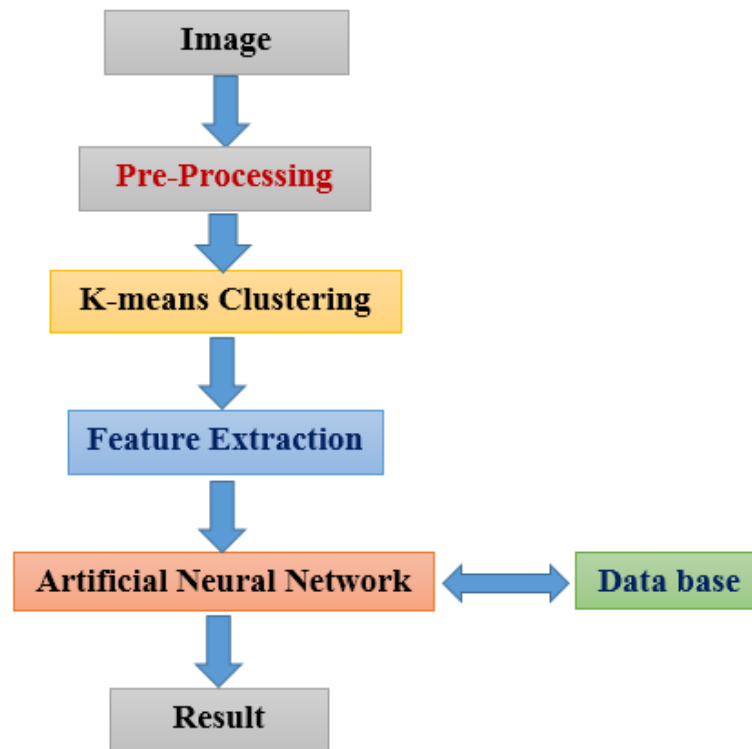 Image
Pre-Processing
K-means Clustering
Feature Extraction
Artificial Neural Network
Data base
Result